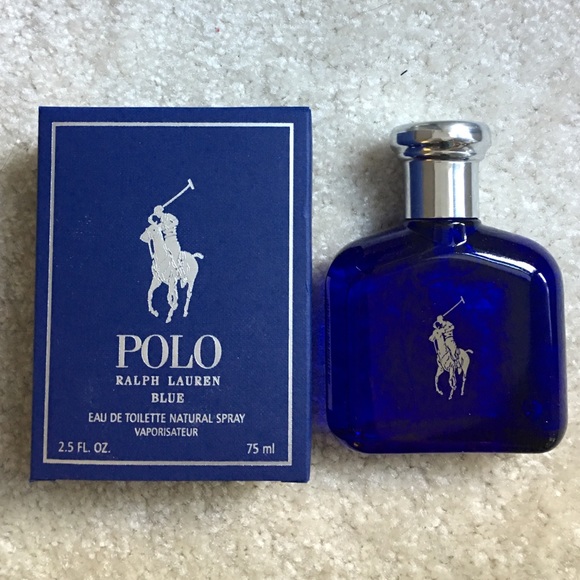 POLO
RALPH LAUREN
BLUE
EAU DE TOILETTE NATURAL SPRAY
VAPORISATEUR
2.5 FL. OZ. 75 ml